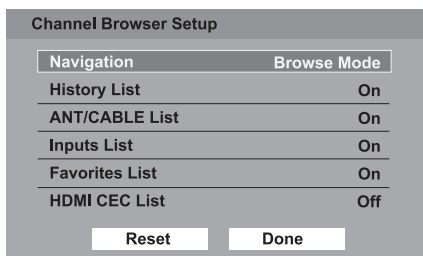 Channel Browser Setup
Navigation Browse Mode
History List On
ANT/CABLE List On
Inputs List On
Favorites List On
HDMI CEC List Off
Reset Done